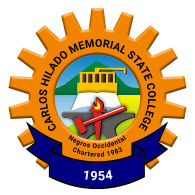 CARLOS HILADO MEMORIAL STATE COLLEGE
Negros Occidental
Chartered 1983
1954